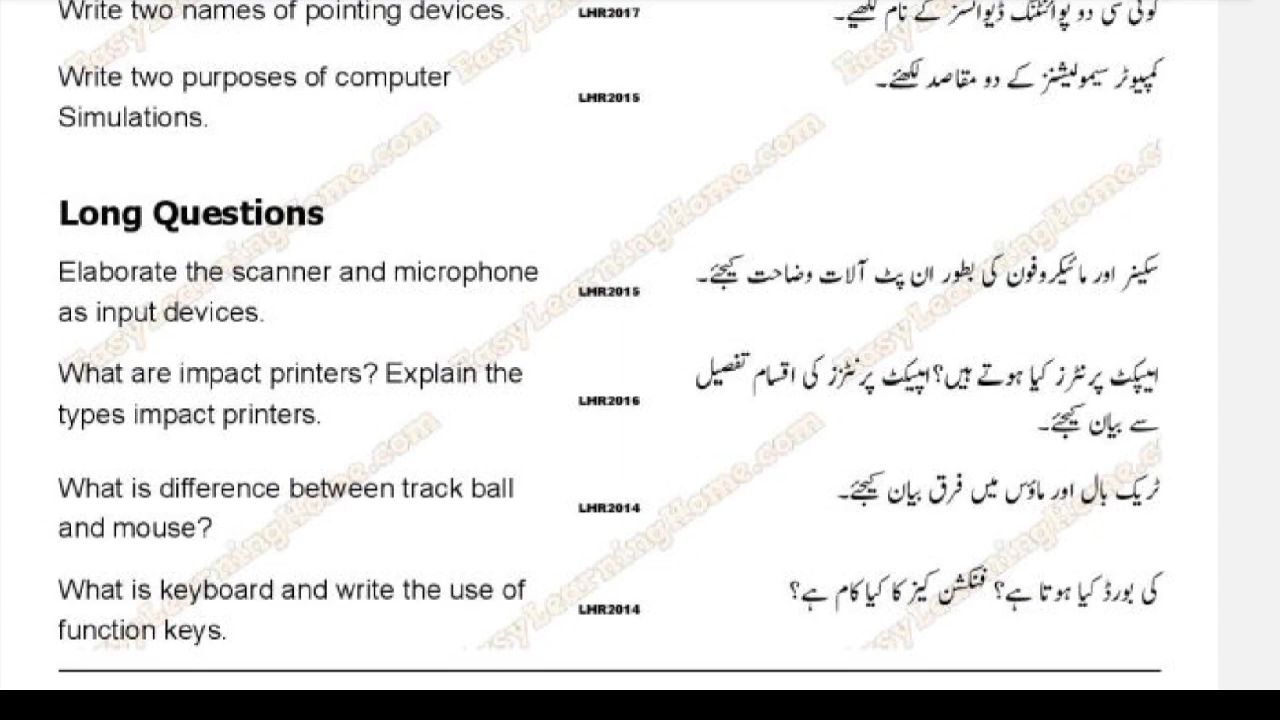 Write two names of pointing devices.
LHR2017
کوئی سی دو پوائنٹنگ ڈیوائسز کے نام لکھیے۔
Write two purposes of computer
Simulations.
LHR2015
کمپیوٹر سیمولیشنز کے دو مقاصد لکھئے۔
Long Questions
Elaborate the scanner and microphone
as input devices.
LHR2015
سکینر اور مائیکروفون کی بطور ان پٹ آلات وضاحت کیجئے۔
What are impact printers? Explain the
types impact printers.
LHR2016
امپیکٹ پرنٹرز کیا ہوتے ہیں؟ امپیکٹ پرنٹرز کی اقسام تفصیل
سے بیان کیجئے۔
What is difference between track ball
and mouse?
LHR2014
ٹریک بال اور ماؤس میں فرق بیان کیجئے۔
What is keyboard and write the use of
function keys.
LHR2014
کی بورڈ کیا ہوتا ہے؟ فنکشن کیز کا کیا کام ہے؟
EasyLearningHome.com